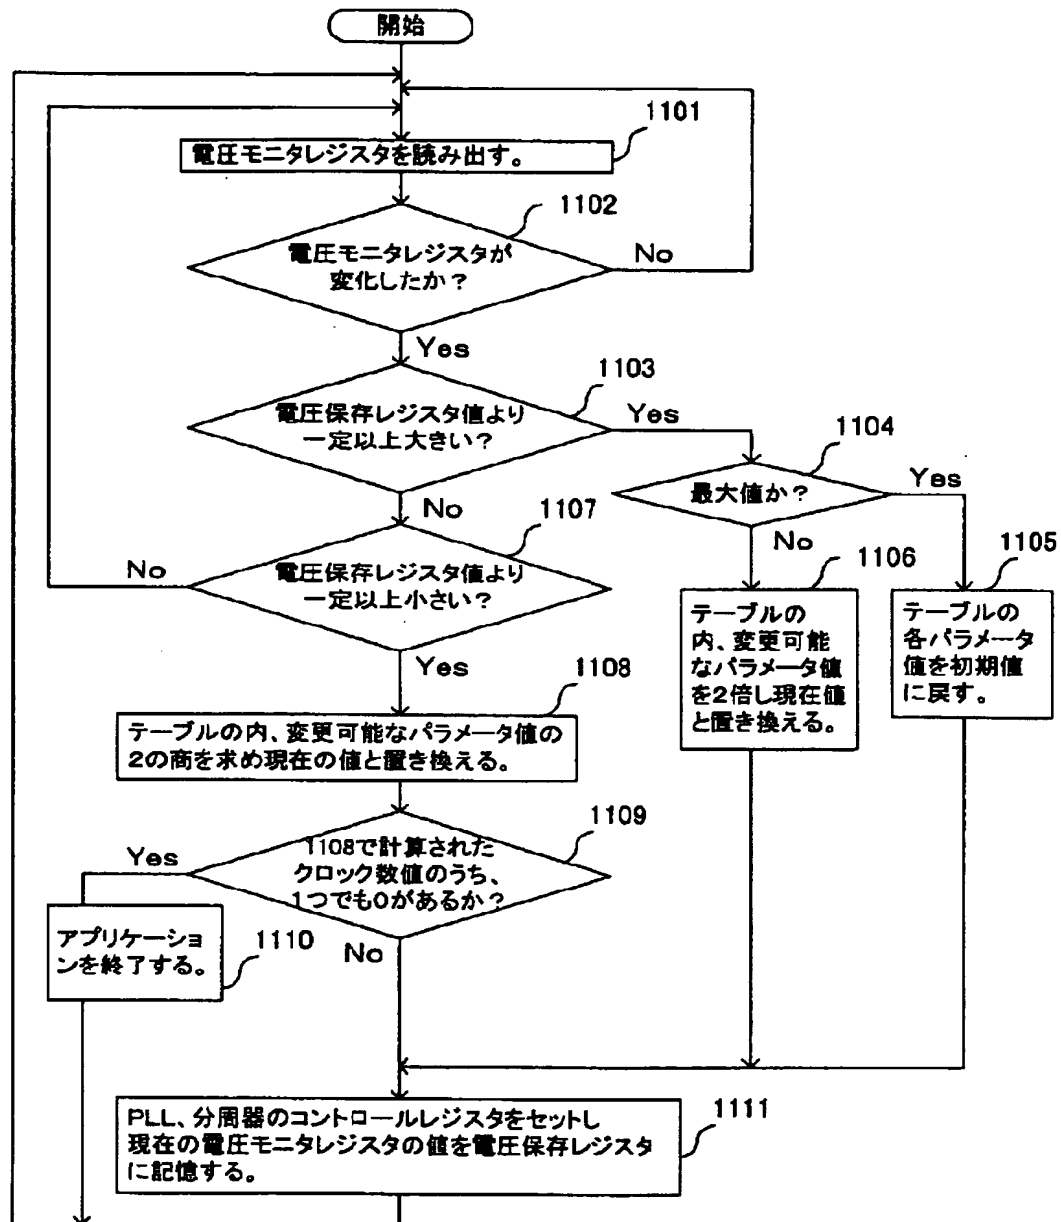 開始
1101
電圧モニタレジスタを読み出す。
1102
電圧モニタレジスタが
変化したか？
No
Yes
1103
電圧保存レジスタ値より
一定以上大きい？
Yes
1104
最大値か？
Yes
No
No
1107
電圧保存レジスタ値より
一定以上小さい？
No
Yes
1106
テーブルの
内、変更可能
なパラメータ値
を2倍し現在値
と置き換える。
1105
テーブルの
各パラメータ
値を初期値
に戻す。
1108
テーブルの内、変更可能なパラメータ値の
2の商を求め現在の値と置き換える。
1109
1108で計算された
クロック数値のうち、
1つでも0があるか？
Yes
No
アプリケーショ
ンを終了する。
1110
1111
PLL、分周器のコントロールレジスタをセットし
現在の電圧モニタレジスタの値を電圧保存レジスタ
に記憶する。